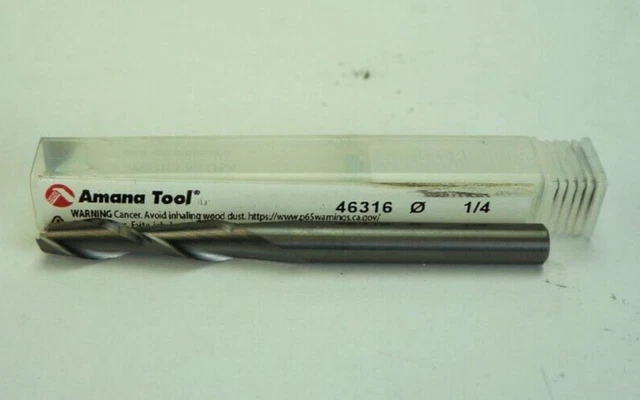 Amana Tool® 46316 Ø 1/4
WARNING Cancer. Avoid inhaling wood dust. https://www.p65warnings.ca.gov/